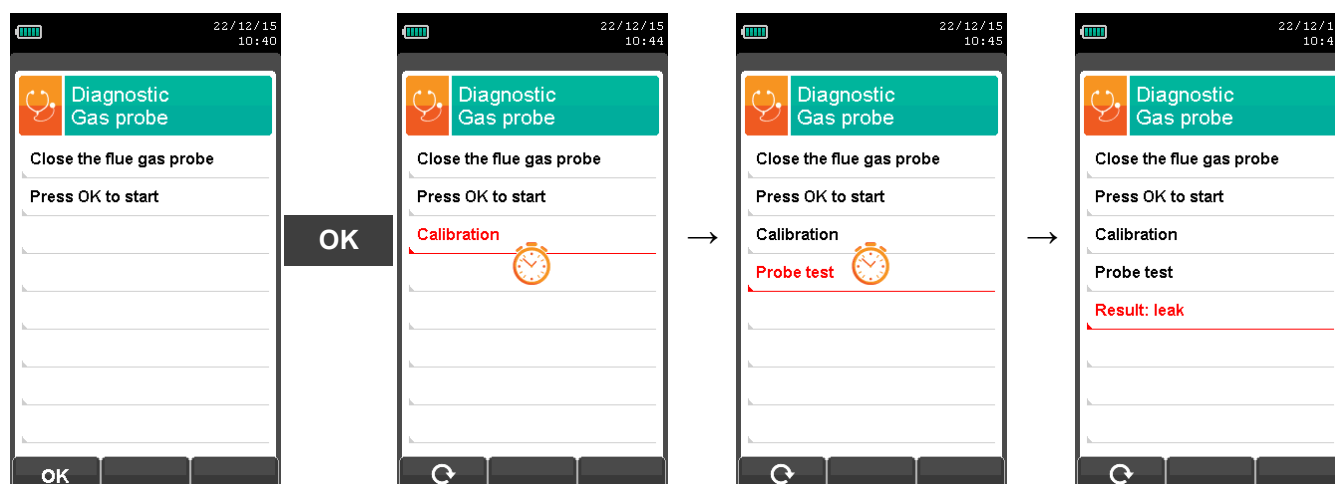 22/12/15
10:40
Diagnostic
Gas probe
Close the flue gas probe
Press OK to start
OK
OK
22/12/15
10:44
Diagnostic
Gas probe
Close the flue gas probe
Press OK to start
Calibration
→
22/12/15
10:45
Diagnostic
Gas probe
Close the flue gas probe
Press OK to start
Calibration
Probe test
→
22/12/1
10:4
Diagnostic
Gas probe
Close the flue gas probe
Press OK to start
Calibration
Probe test
Result: leak